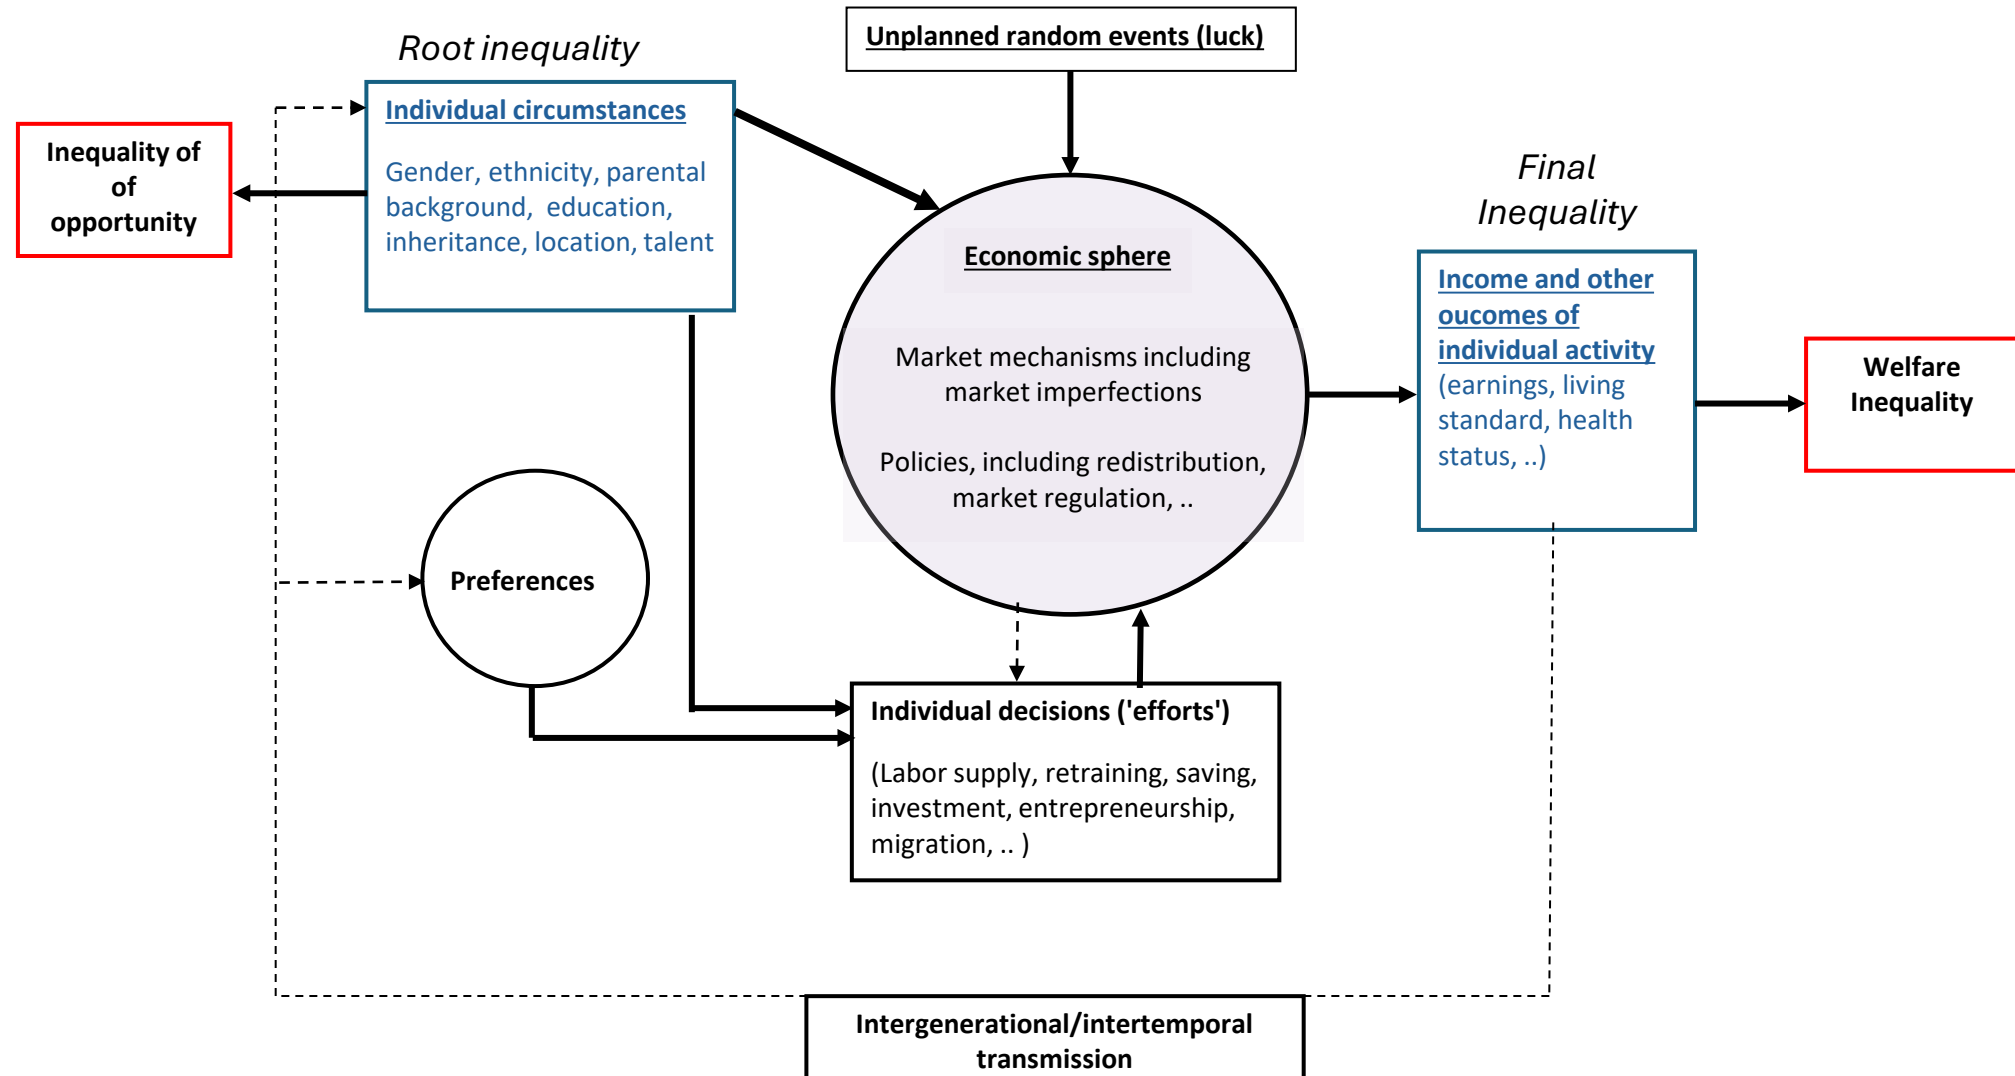 Unplanned random events (luck)
Root inequality
Individual circumstances
Gender, ethnicity, parental
background, education,
inheritance, location, talent
Inequality of
of
opportunity
Final
Inequality
Economic sphere
Market mechanisms including
market imperfections
Policies, including redistribution,
market regulation, ..
Income and other
oucomes of
individual activity
(earnings, living
standard, health
status, ..)
Welfare
Inequality
Preferences
Individual decisions ('efforts')
(Labor supply, retraining, saving,
investment, entrepreneurship,
migration, .. )
Intergenerational/intertemporal
transmission